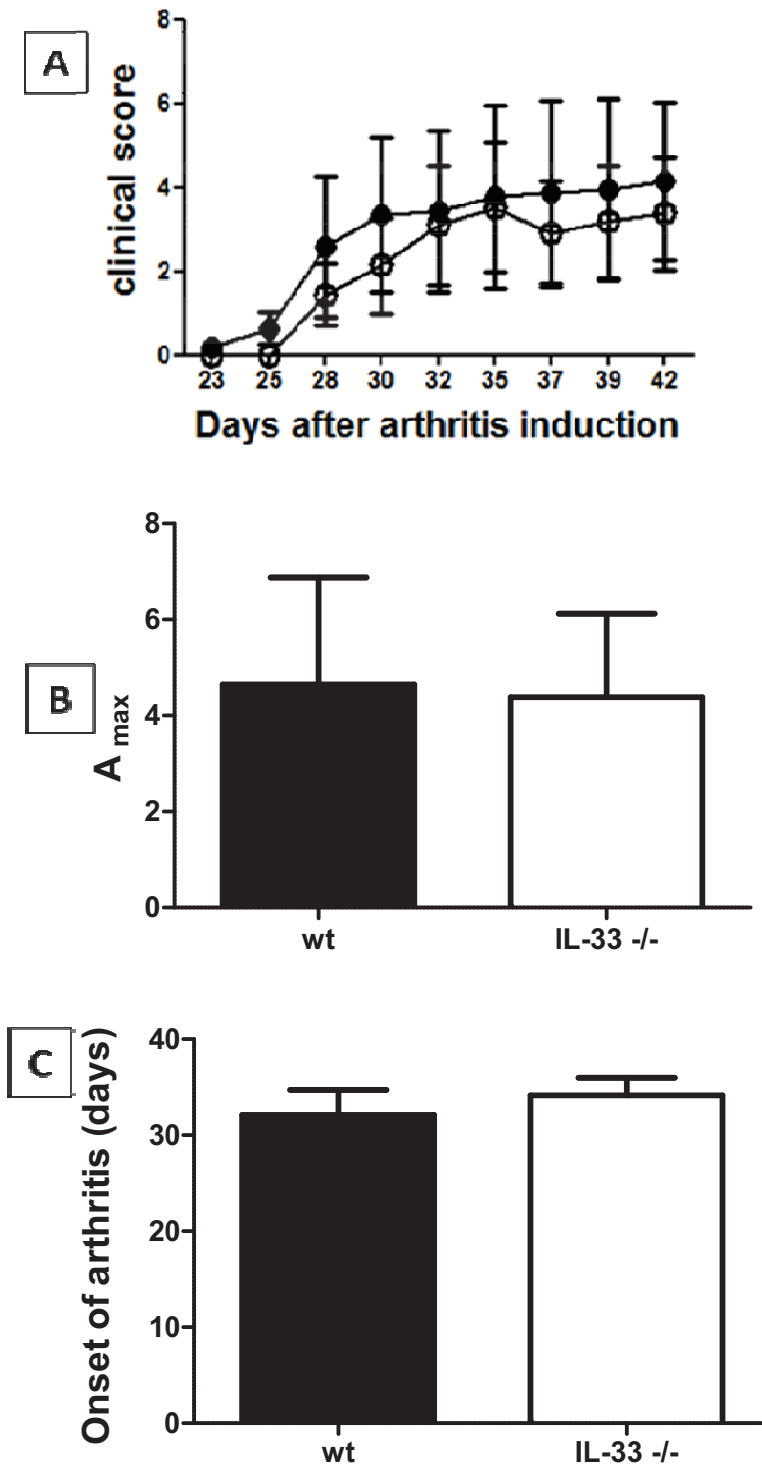 A
clinical score
8
6
4
2
0
23 25 28 30 32 35 37 39 42
Days after arthritis induction
B
A max
8
6
4
2
0
wt IL-33 -/-
C
Onset of arthritis (days)
40
30
20
10
0
wt IL-33 -/-